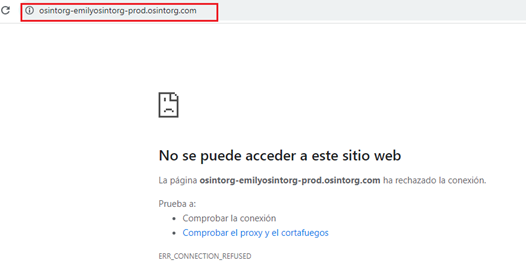 osintorg-emilyosintorg-prod.osintorg.com
No se puede acceder a este sitio web
La página osintorg-emilyosintorg-prod.osintorg.com ha rechazado la conexión.
Prueba a:
Comprobar la conexión
Comprobar el proxy y el cortafuegos
ERR_CONNECTION_REFUSED